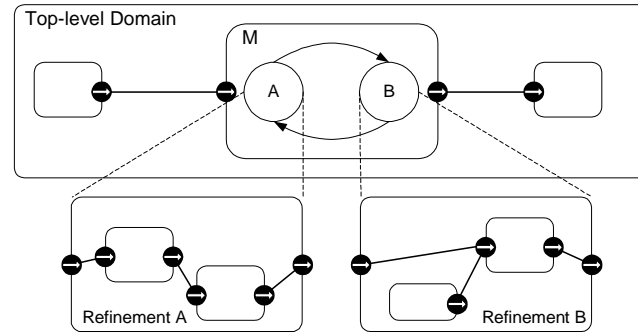 Top-level Domain
M
A
B
Refinement A
Refinement B